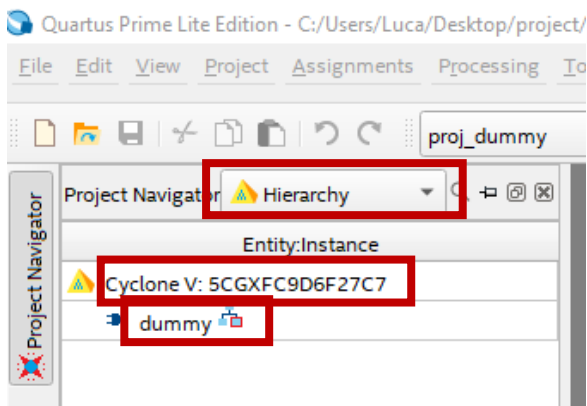 Quartus Prime Lite Edition - C:/Users/Luca/Desktop/project/
File Edit View Project Assignments Processing To
proj_dummy
Project Navigator Hierarchy
Project Navigator
Entity:Instance
Cyclone V: 5CGXFC9D6F27C7
dummy